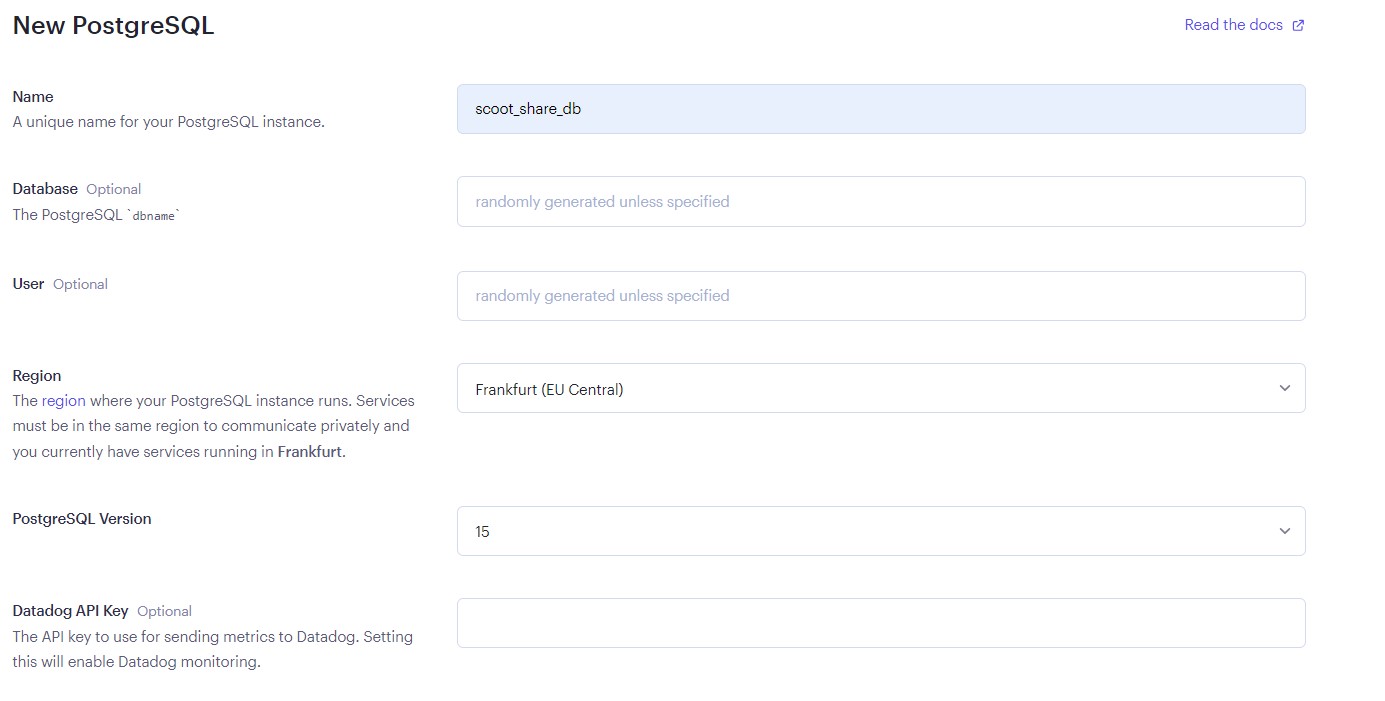 New PostgreSQL
Read the docs
Name
A unique name for your PostgreSQL instance.
scoot_share_db
Database Optional
The PostgreSQL `dbname`
randomly generated unless specified
User Optional
randomly generated unless specified
Region
The region where your PostgreSQL instance runs. Services
must be in the same region to communicate privately and
you currently have services running in Frankfurt.
Frankfurt (EU Central)
PostgreSQL Version
15
Datadog API Key Optional
The API key to use for sending metrics to Datadog. Setting
this will enable Datadog monitoring.